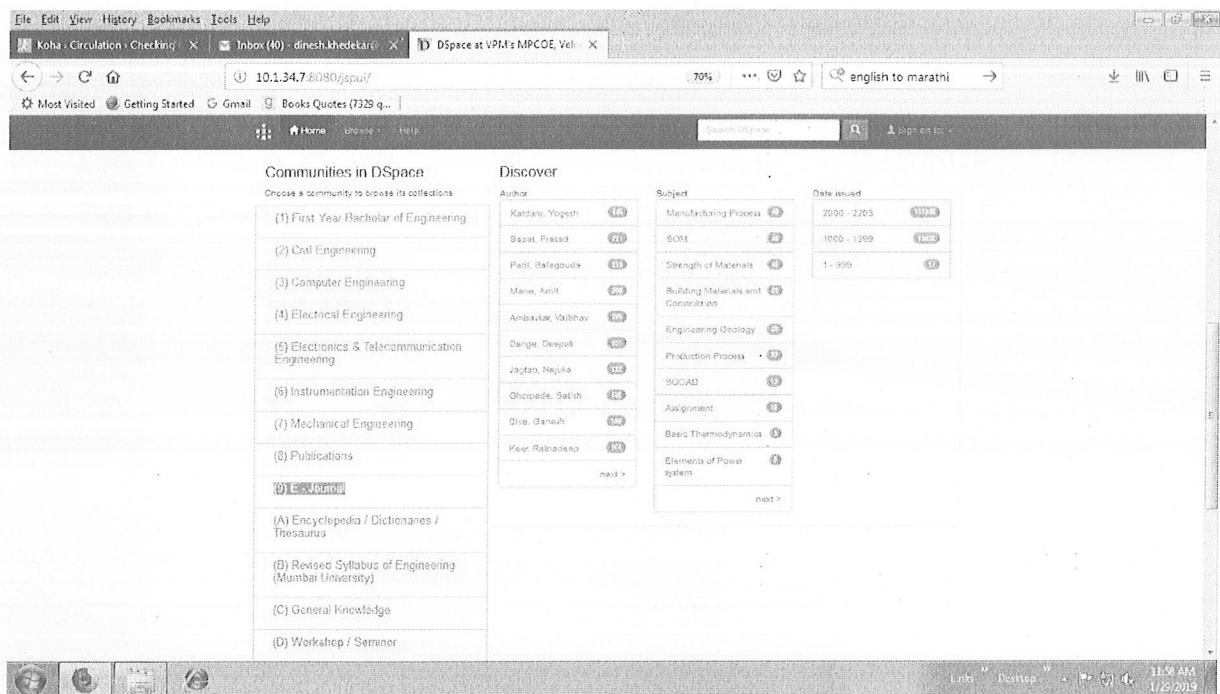 File Edit View History Bookmarks Tools Help
Koha › Circulation › Checking
Inbox (40) - dinesh.khedekar@
DSpace at VPM's MPCOE, Vel
10.1.34.7:8080/jspui/
70%
english to marathi
Most Visited Getting Started Gmail Books Quotes (7329 q...
Home Browse Help
Search DSpace
Sign on to:
Communities in DSpace
Choose a community to browse its collections
(1) First Year Bacholar of Engineering
(2) Civil Engineering
(3) Computer Engineering
(4) Electrical Engineering
(5) Electronics & Telecommunication
Engineering
(6) Instrumentation Engineering
(7) Mechanical Engineering
(8) Publications
(9) E - Journal
(A) Encyclopedia / Dictionaries /
Thesaurus
(B) Revised Syllabus of Engineering
(Mumbai University)
(C) General Knowledge
(D) Workshop / Seminar
Discover
Author
Katdare, Yogesh
Bapat, Prasad
Patil, Balagouda
Mane, Amit
Ambavkar, Vaibhav
Dange, Deepak
Jagtap,
Ghorpade, Satish
Ganesh
Keer, Ratnadeep
next >
Subject
Manufacturing Process
SOM
Strength of Materials
Building Materials and
Construction
Engineering Geology
Production Process
Assignment
Basic Thermodynamics
Elements of Power
system
next >
Date issued
2000 - 2203
1000 - 1999
1 - 999
Links
Desktop
11:58 AM
1/29/2019